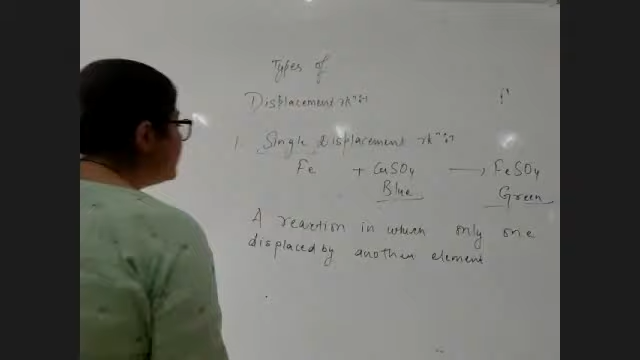 Types of
Displacement rxn
1. Single Displacement rxn
Fe + CuSO4 → FeSO4
Blue Green
A reaction in which only one
displaced by another element